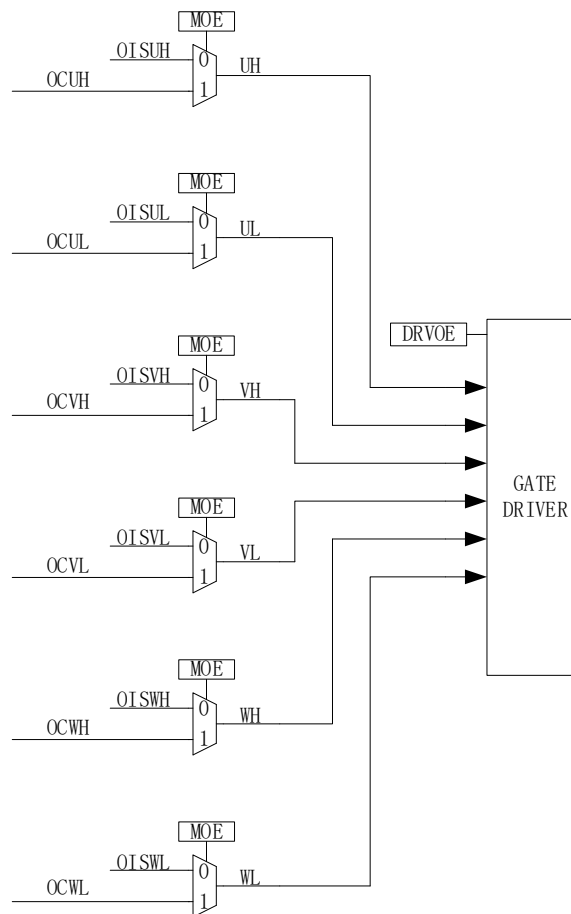 MOE
OISUH
0
UH
OCUH
1
MOE
OISUL
0
UL
OCUL
1
DRVOE
MOE
OISVH
0
VH
OCVH
1
GATE
DRIVER
MOE
OISVL
0
VL
OCVL
1
MOE
OISWH
0
WH
OCWH
1
MOE
OISWL
0
WL
OCWL
1